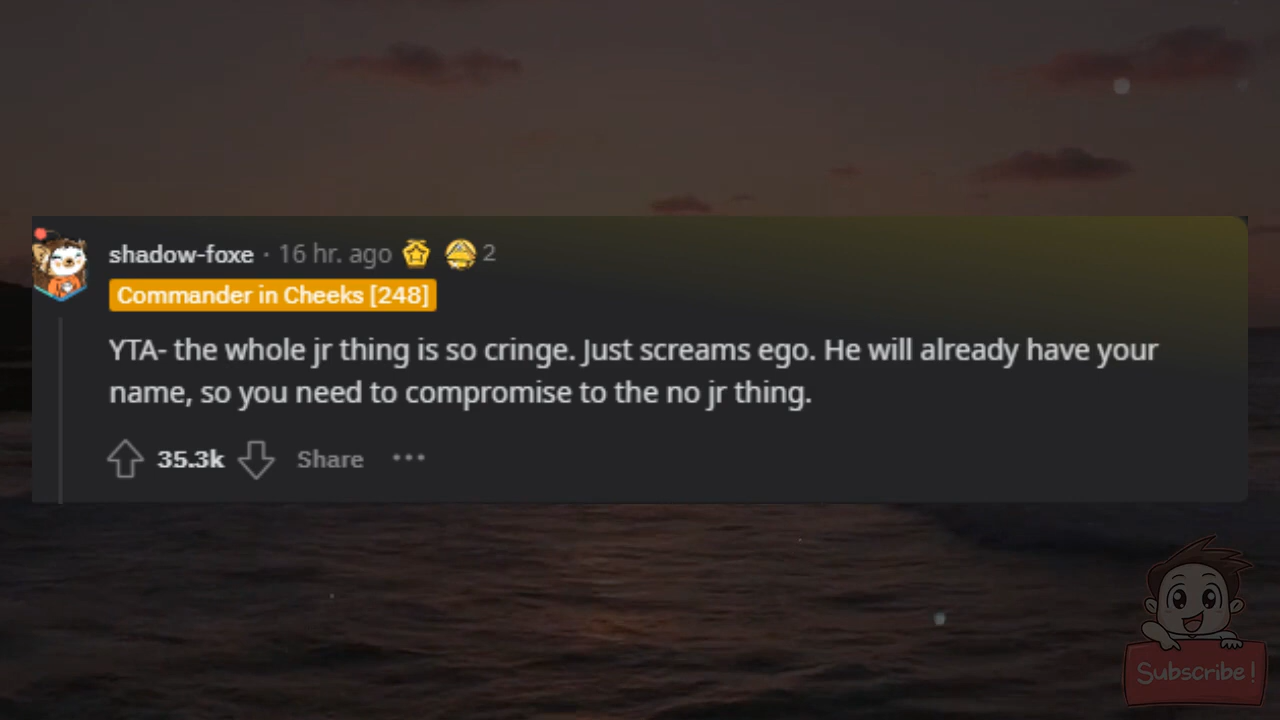 shadow-foxe · 16 hr. ago 2
Commander in Cheeks [248]
YTA- the whole jr thing is so cringe. Just screams ego. He will already have your
name, so you need to compromise to the no jr thing.
35.3k Share ···
Subscribe!